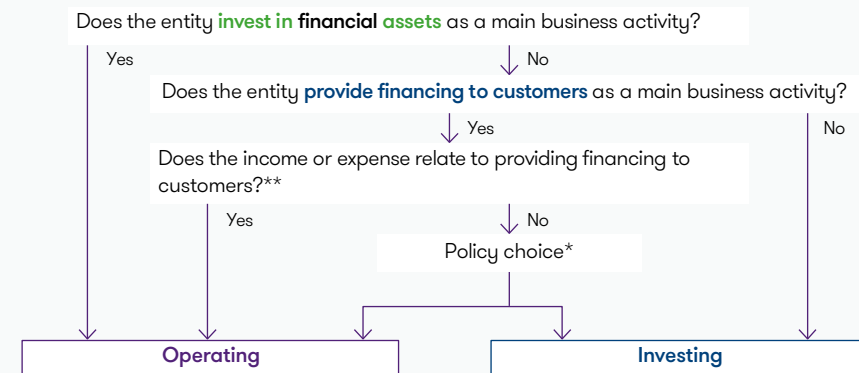 Does the entity invest in financial assets as a main business activity?
Yes
No
Does the entity provide financing to customers as a main business activity?
Yes
No
Does the income or expense relate to providing financing to
customers?**
Yes
No
Policy choice*
Operating
Investing